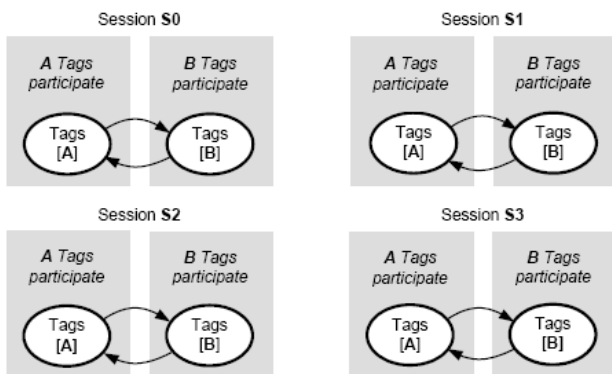 Session S0
A Tags
participate
B Tags
participate
Tags
[A]
Tags
[B]
Session S1
A Tags
participate
B Tags
participate
Tags
[A]
Tags
[B]
Session S2
A Tags
participate
B Tags
participate
Tags
[A]
Tags
[B]
Session S3
A Tags
participate
B Tags
participate
Tags
[A]
Tags
[B]